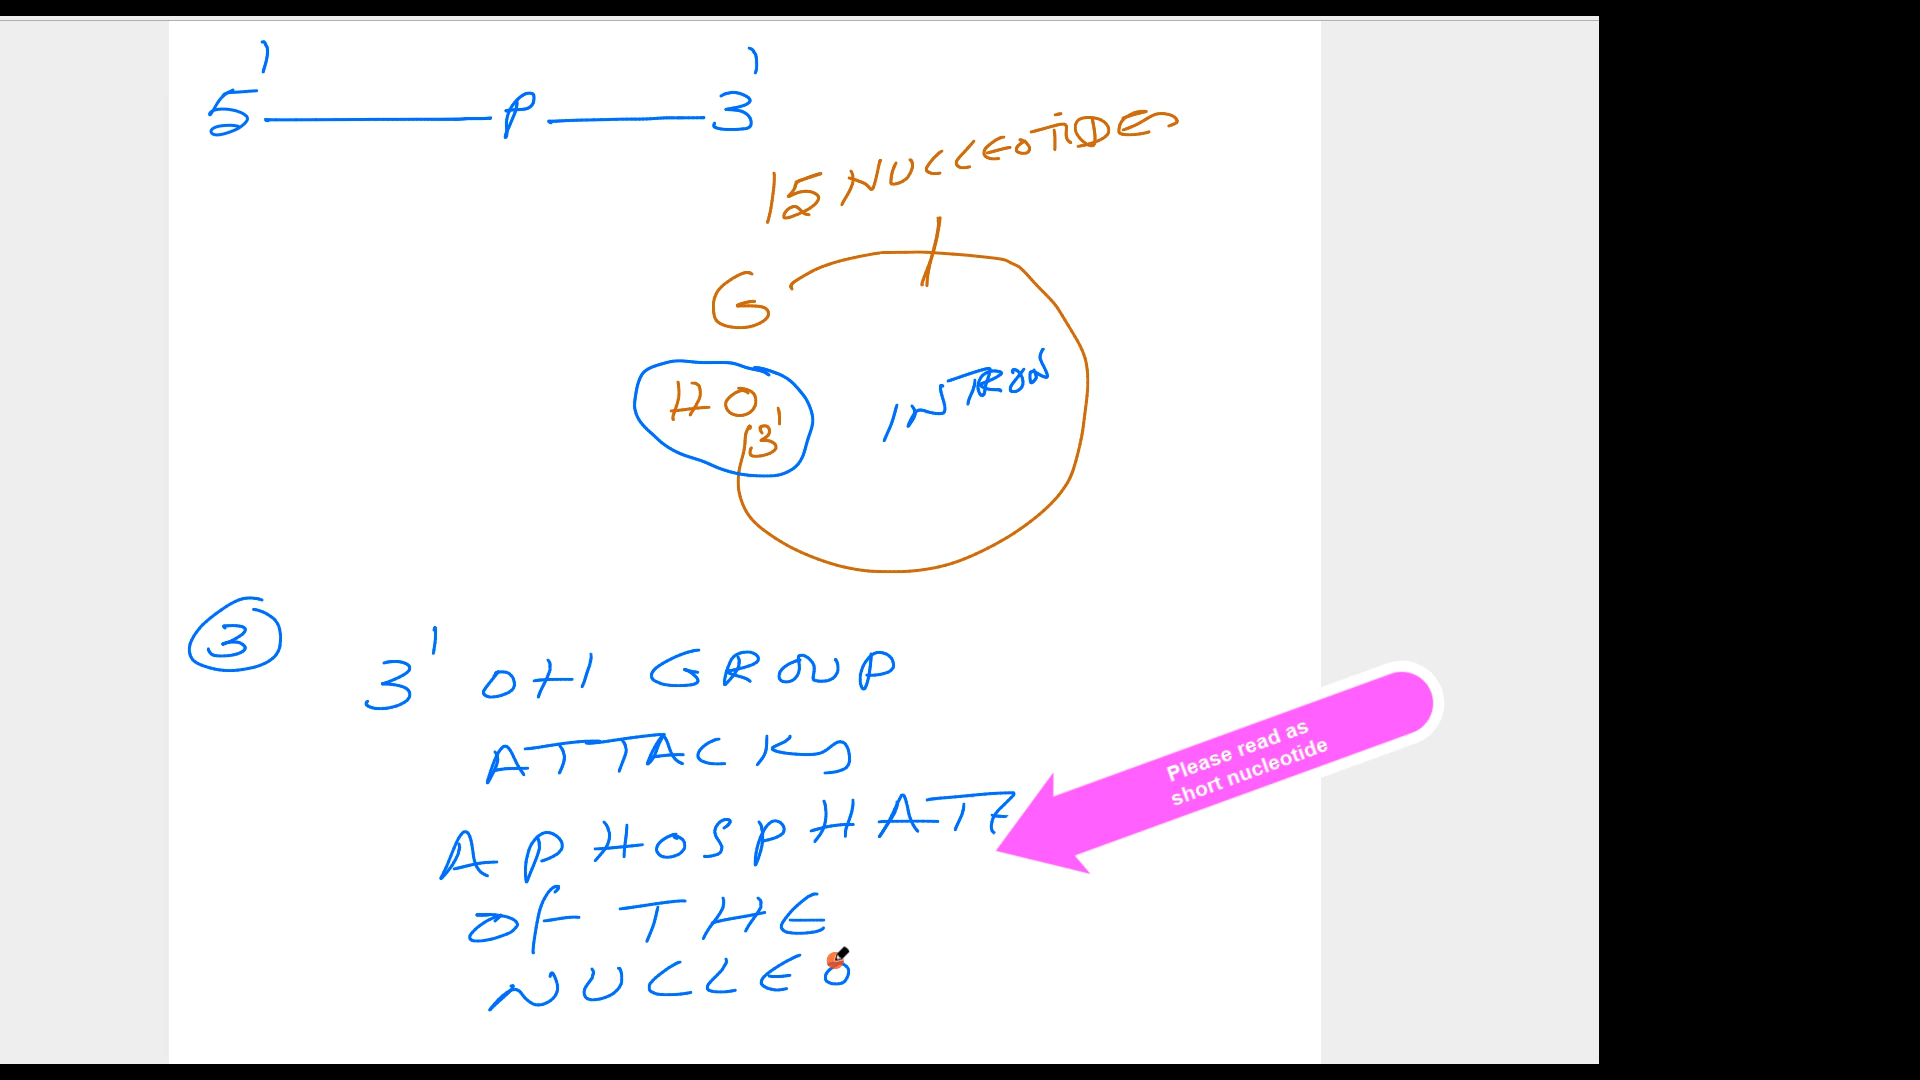 5' P 3'
15 NUCLEOTIDES
G
HO
3'
INTRON
3
3' OH GROUP
ATTACKS
A PHOSPHATE
Please read as
short nucleotide
OF THE
NUCLEO